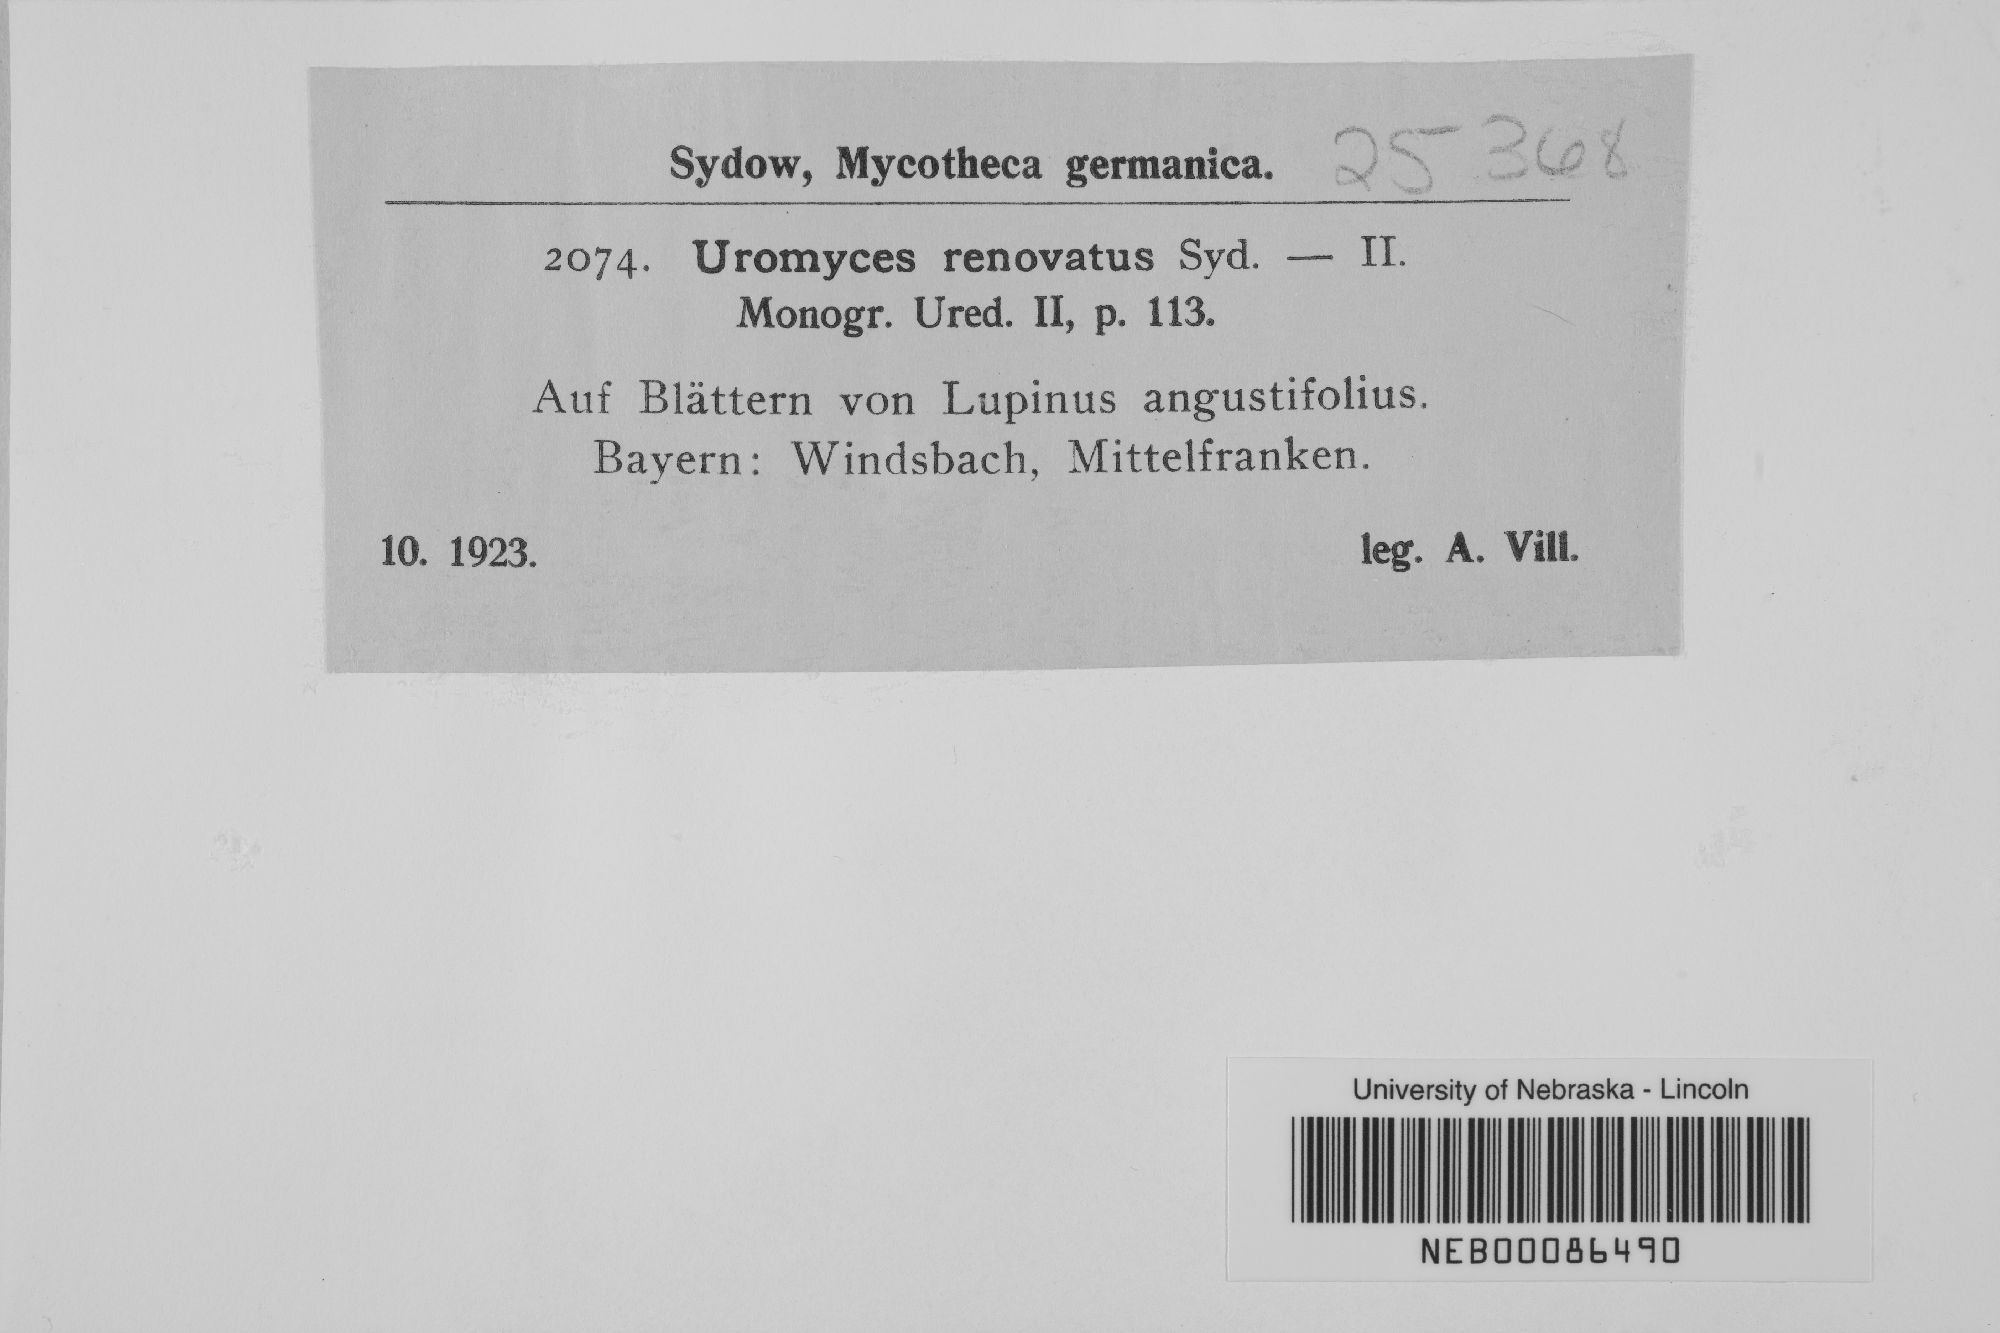 Sydow, Mycotheca germanica. 25368
2074. Uromyces renovatus Syd. — II.
Monogr. Ured. II, p. 113.
Auf Blättern von Lupinus angustifolius.
Bayern: Windsbach, Mittelfranken.
10. 1923. leg. A. Vill.
University of Nebraska - Lincoln
NEB00086490